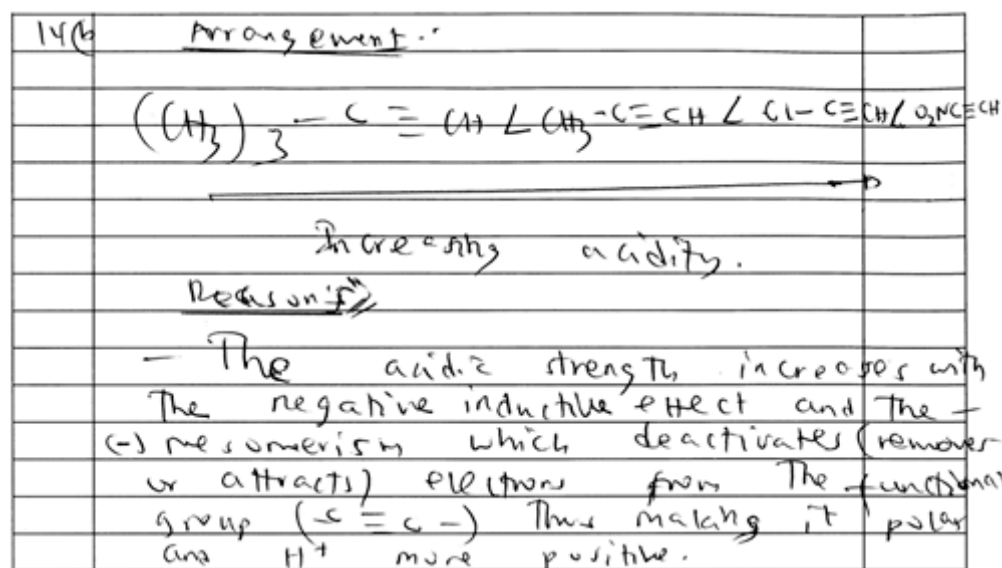 14(b Arrangement..
(CH₃)₃ - C ≡ CH < CH₃-C≡CH < Cl-C≡CH < O₂NC≡CH
Increasing acidity.
- The acidic strength increases with
The negative inductive effect and The -
(-) mesomerism which deactivates (removes
or attracts) electrons from The functional
group (-C ≡ C-) Thus making it polar
and H⁺ more positive.